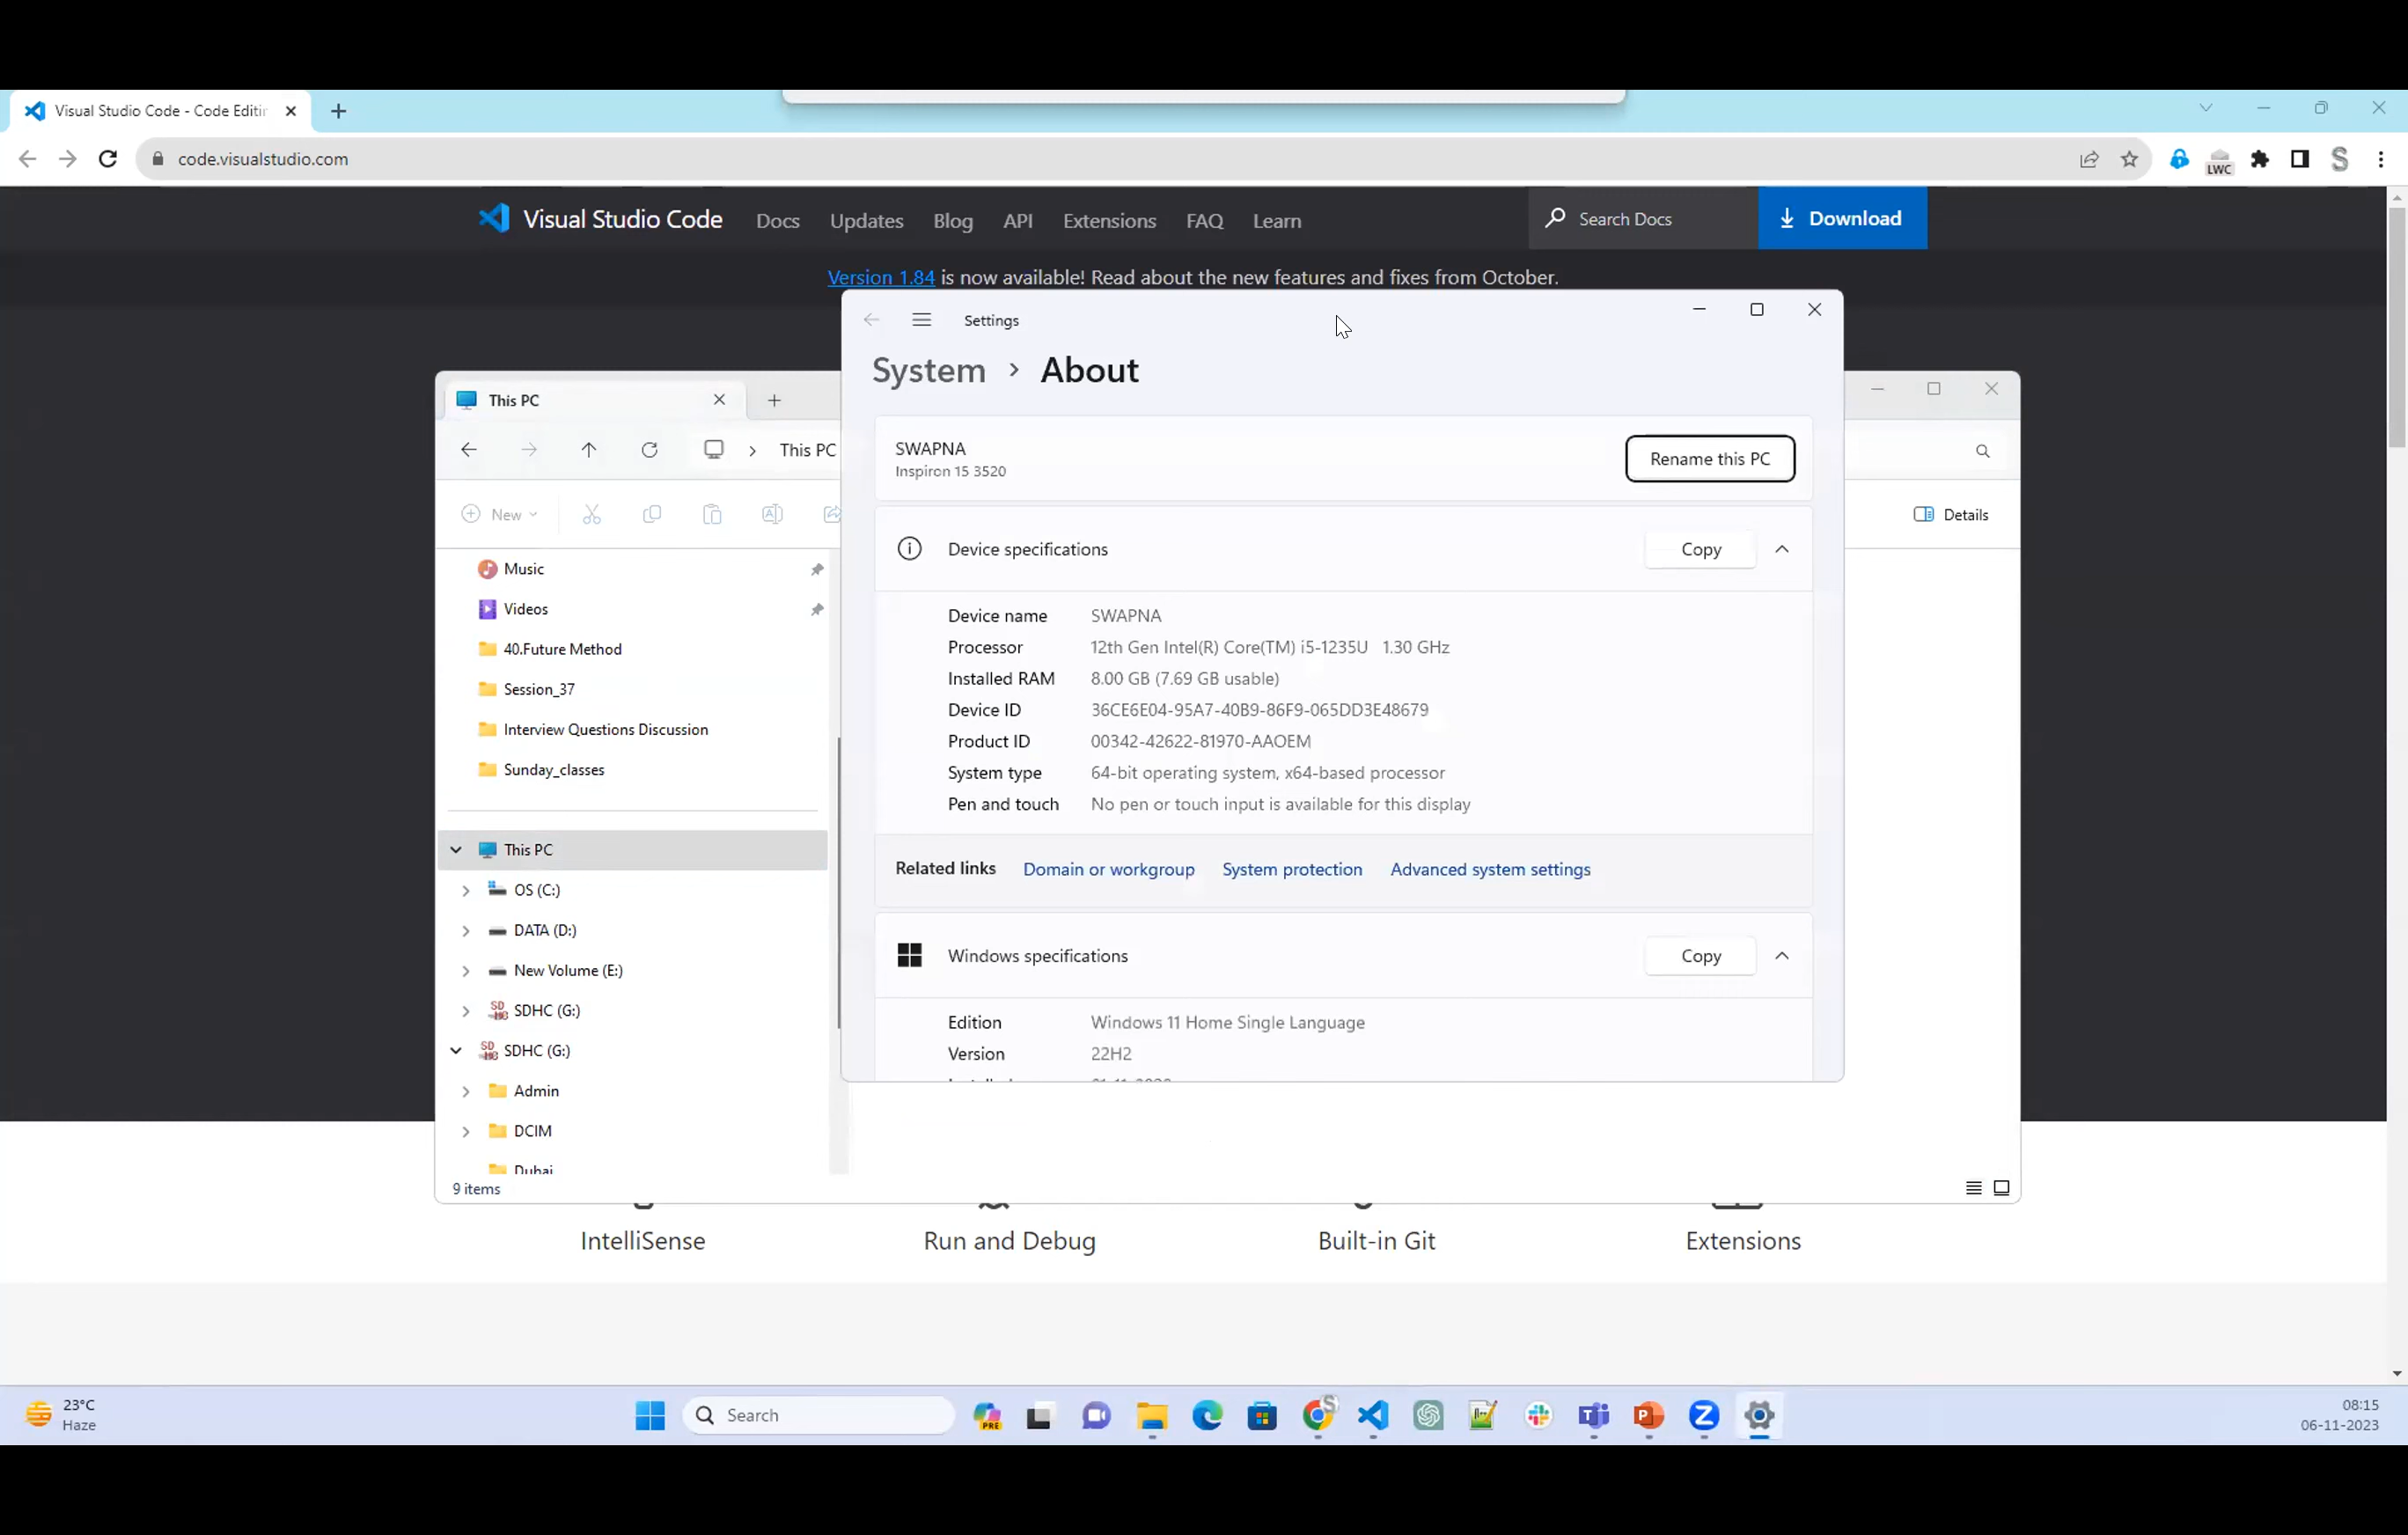 Visual Studio Code - Code Editin
code.visualstudio.com
LWC
Visual Studio Code Docs Updates Blog API Extensions FAQ Learn Search Docs Download
Version 1.84 is now available! Read about the new features and fixes from October.
Settings
System > About
This PC
SWAPNA
Inspiron 15 3520
Rename this PC
This PC
New
Details
Device specifications
Copy
Music
Videos
40.Future Method
Session_37
Interview Questions Discussion
Sunday_classes
This PC
OS (C:)
DATA (D:)
New Volume (E:)
SDHC (G:)
SDHC (G:)
Admin
DCIM
Dubai
9 items
Device name SWAPNA
Processor 12th Gen Intel(R) Core(TM) i5-1235U 1.30 GHz
Installed RAM 8.00 GB (7.69 GB usable)
Device ID 36CE6E04-95A7-40B9-86F9-065DD3E48679
Product ID 00342-42622-81970-AAOEM
System type 64-bit operating system, x64-based processor
Pen and touch No pen or touch input is available for this display
Related links Domain or workgroup System protection Advanced system settings
Windows specifications
Copy
Edition Windows 11 Home Single Language
Version 22H2
IntelliSense Run and Debug Built-in Git Extensions
23°C
Haze
Search
PRE
08:15
06-11-2023